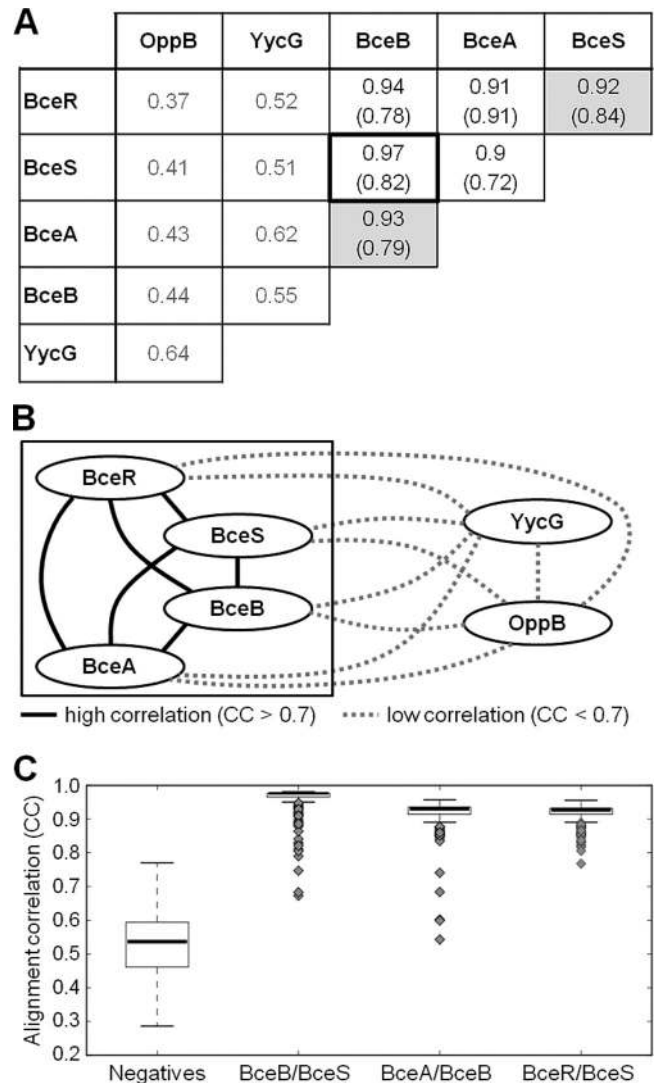 A
OppB YycG BceB BceA BceS
BceR 0.37 0.52 0.94 (0.78) 0.91 (0.91) 0.92 (0.84)
BceS 0.41 0.51 0.97 (0.82) 0.9 (0.72)
BceA 0.43 0.62 0.93 (0.79)
BceB 0.44 0.55
YycG 0.64
B
BceR
YycG
BceS
BceB
OppB
BceA
high correlation (CC > 0.7) low correlation (CC < 0.7)
C
Alignment correlation (CC)
1.0
0.9
0.8
0.7
0.6
0.5
0.4
0.3
0.2
Negatives BceB/BceS BceA/BceB BceR/BceS